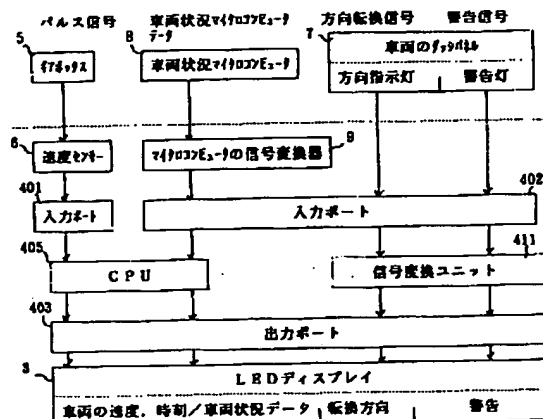 パルス信号
車両状況マイクロコンピュータ
データ
方向転換信号
警告信号
5
8
7
ギアボックス
車両状況マイクロコンピュータ
車両のダッシュパネル
方向指示灯
警告灯
6
速度センサー
マイクロコンピュータの信号変換器
9
401
入力ポート
402
入力ポート
405
CPU
411
信号変換ユニット
403
出力ポート
3
LEDディスプレイ
車両の速度，時刻／車両状況データ
転換方向
警告